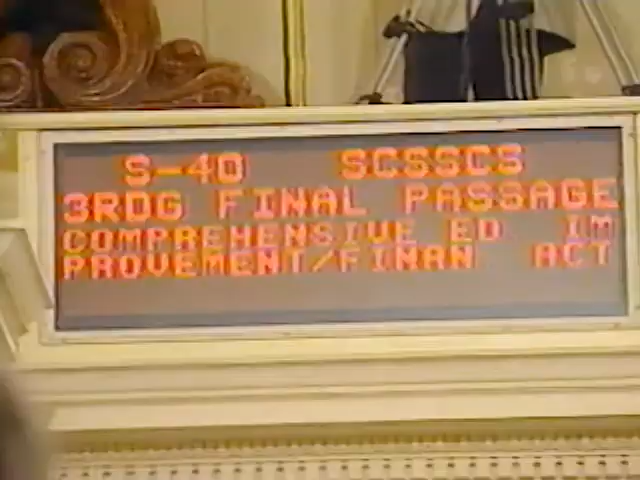 S-40 SCSSCS
3RDG FINAL PASSAGE
COMPREHENSIVE ED IM
PROVEMENT/FINAN ACT